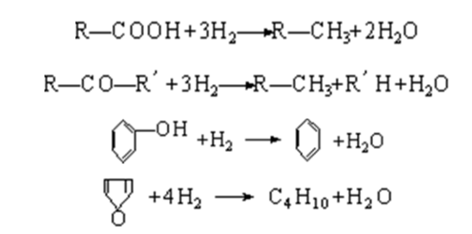 R—COOH+3H₂→R—CH₃+2H₂O
R—CO—R′+3H₂→R—CH₃+R′H+H₂O
OH+H₂→+H₂O
O+4H₂→C₄H₁₀+H₂O